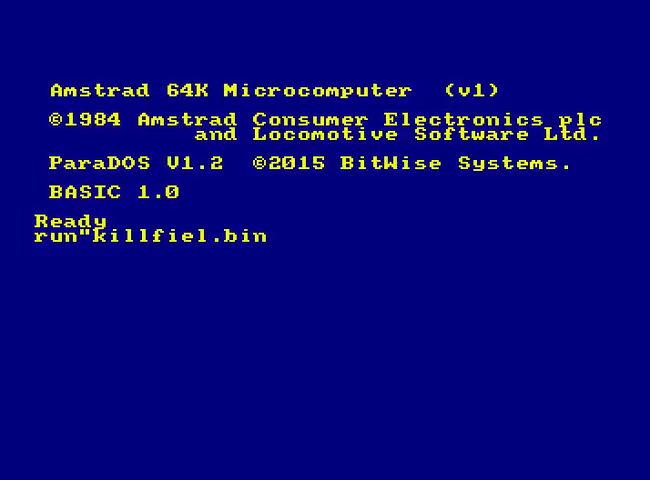 Amstrad 64K Microcomputer (v1)
©1984 Amstrad Consumer Electronics plc
and Locomotive Software Ltd.
ParaDOS V1.2 ©2015 BitWise Systems.
BASIC 1.0
Ready
run"killfiel.bin